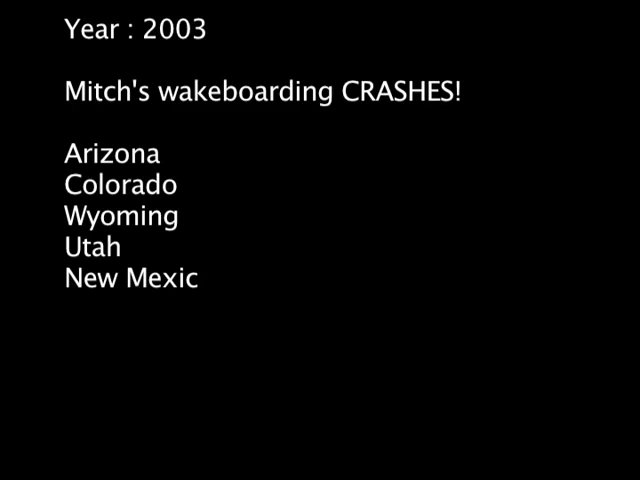 Year : 2003
Mitch's wakeboarding CRASHES!
Arizona
Colorado
Wyoming
Utah
New Mexic